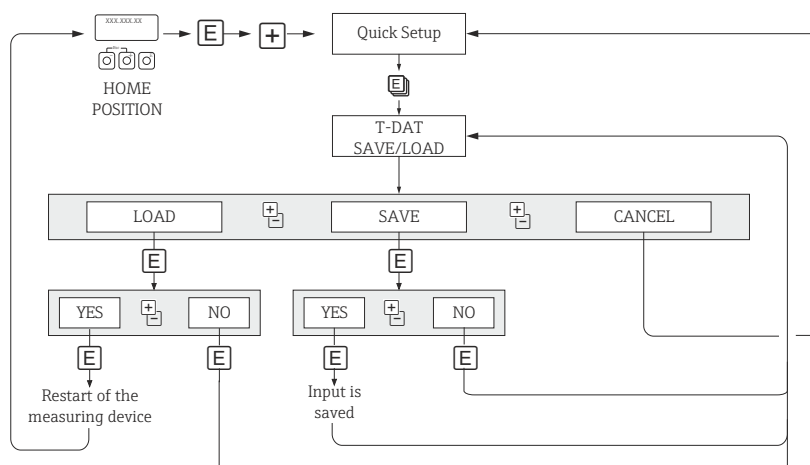 XXX.XXX.XX
Esc
E
+
Quick Setup
HOME
POSITION
E
T-DAT
SAVE/LOAD
LOAD
+
-
SAVE
+
-
CANCEL
E
E
YES
+
-
NO
YES
+
-
NO
E
E
E
E
Restart of the
measuring device
Input is
saved